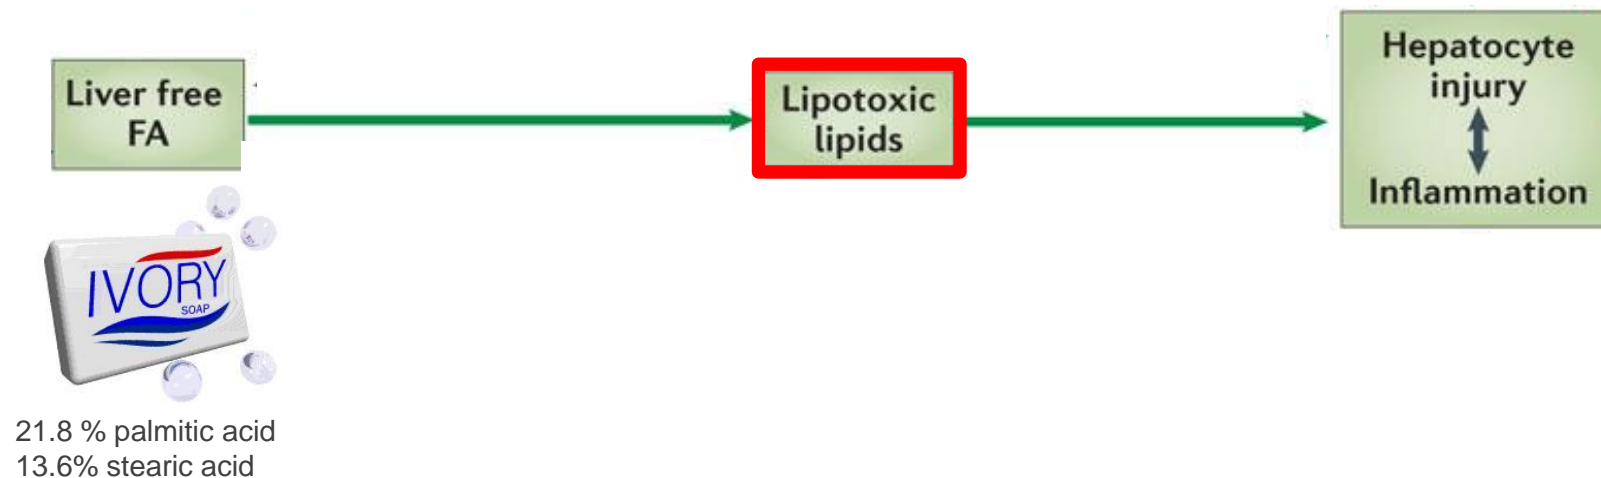 Liver free
FA
Lipotoxic
lipids
Hepatocyte
injury
Inflammation
IVORY
SOAP
21.8 % palmitic acid
13.6% stearic acid